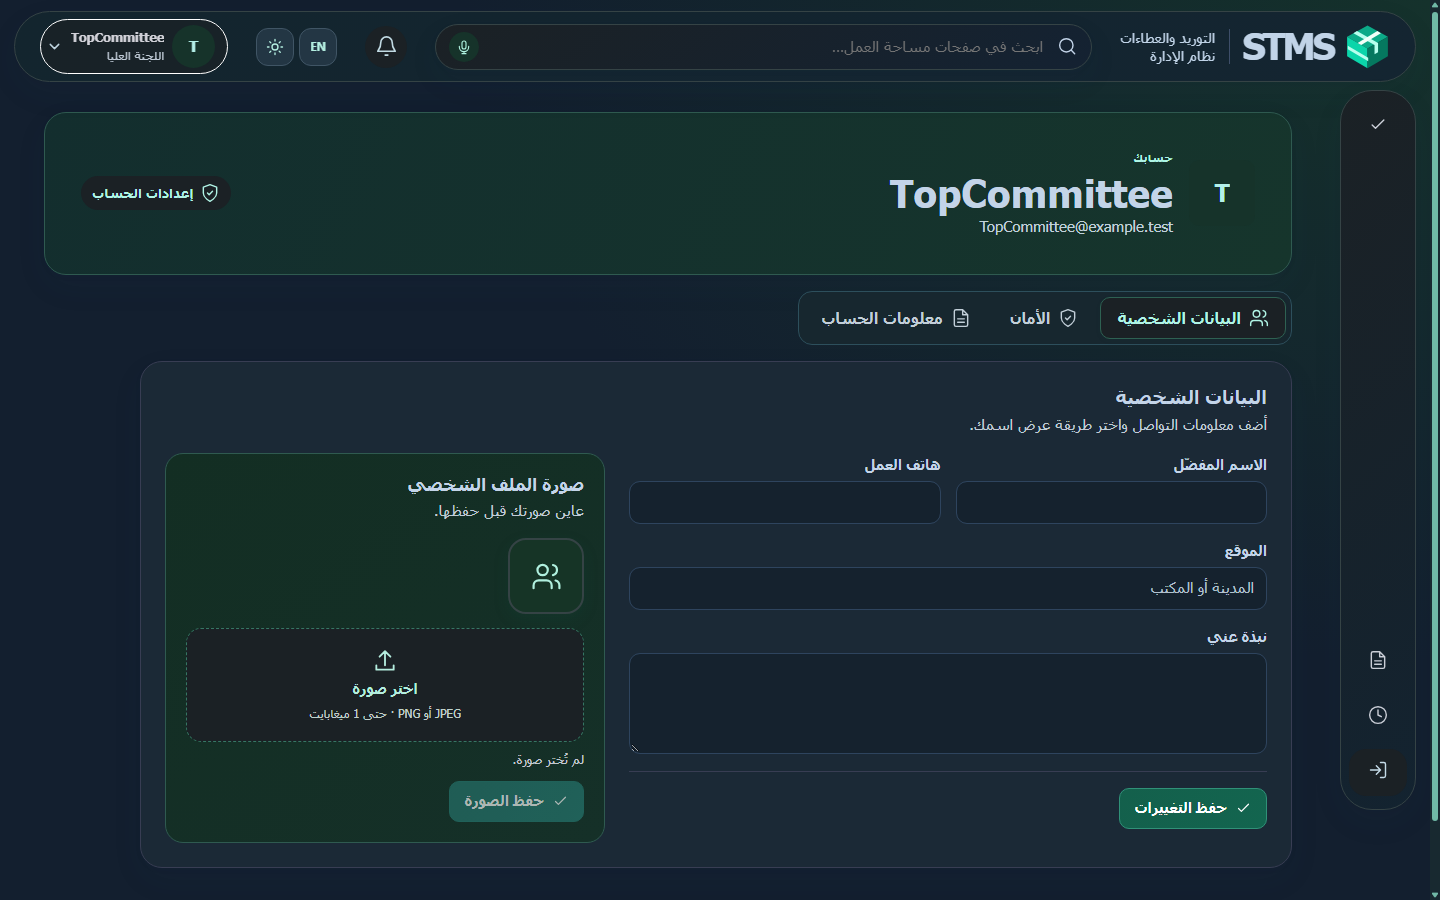 STMS
التوريد والعطاءات
نظام الإدارة
ابحث في صفحات مساحة العمل...
EN
T
TopCommittee
اللجنة العليا
T
حسابك
TopCommittee
TopCommittee@example.test
إعدادات الحساب
البيانات الشخصية
الأمان
معلومات الحساب
البيانات الشخصية
أضف معلومات التواصل واختر طريقة عرض اسمك.
الاسم المفضّل
هاتف العمل
الموقع
المدينة أو المكتب
نبذة عني
حفظ التغييرات
صورة الملف الشخصي
عاين صورتك قبل حفظها.
اختر صورة
JPEG أو PNG · حتى 1 ميغابايت
لم تُختر صورة.
حفظ الصورة